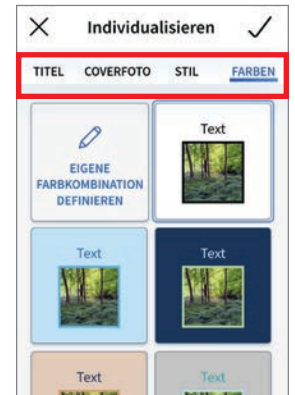 Individualisieren
TITEL COVERFOTO STIL FARBEN
EIGENE
FARBKOMBINATION
DEFINIEREN
Text
Text
Text
Text
Text